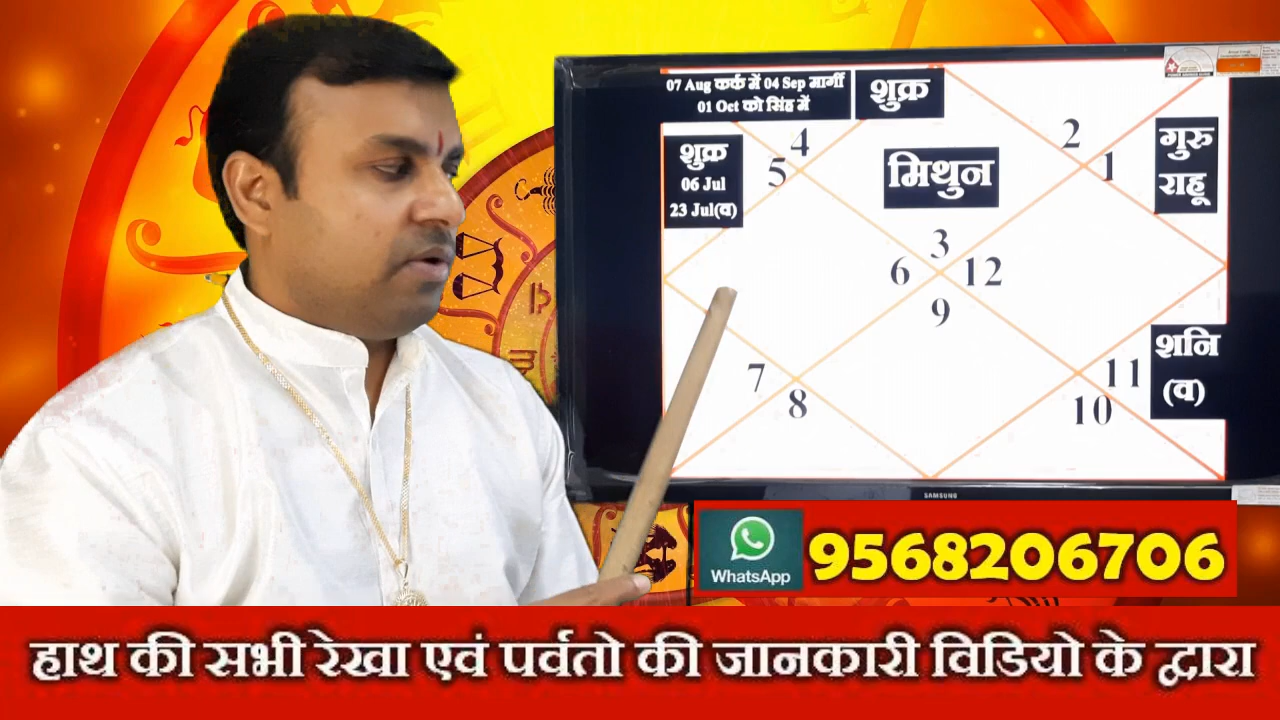 07 Aug कर्क में 04 Sep मार्गी
01 Oct को सिंह में
शुक्र
शुक्र
06 Jul
23 Jul(व)
4
5
मिथुन
2
1
गुरु
राहू
3
6
12
9
7
8
11
10
शनि
(व)
SAMSUNG
WhatsApp
9568206706
हाथ की सभी रेखा एवं पर्वतो की जानकारी विडियो के द्वारा